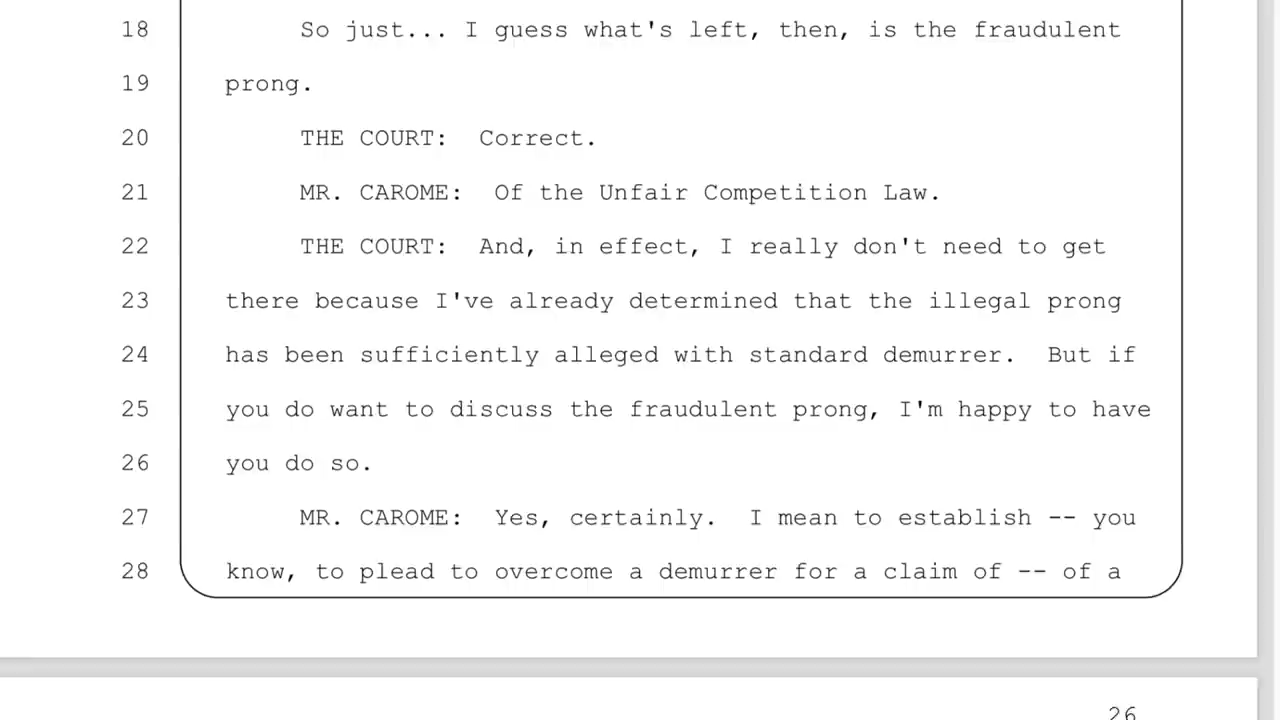 18 So just... I guess what's left, then, is the fraudulent
19 prong.
20 THE COURT: Correct.
21 MR. CAROME: Of the Unfair Competition Law.
22 THE COURT: And, in effect, I really don't need to get
23 there because I've already determined that the illegal prong
24 has been sufficiently alleged with standard demurrer. But if
25 you do want to discuss the fraudulent prong, I'm happy to have
26 you do so.
27 MR. CAROME: Yes, certainly. I mean to establish -- you
28 know, to plead to overcome a demurrer for a claim of -- of a
26